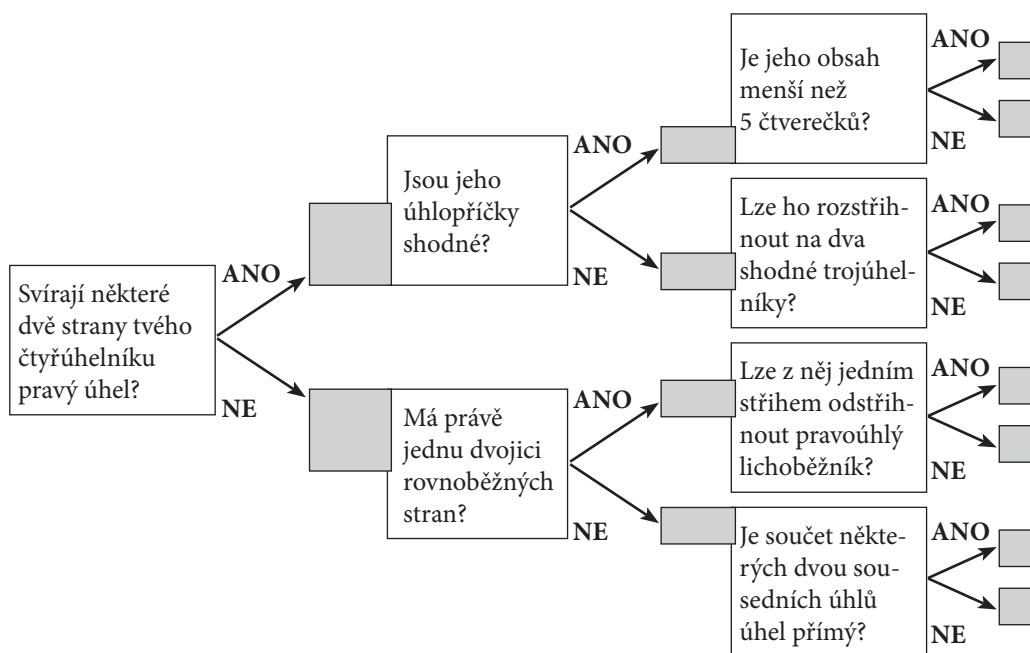 Svírají některé
dvě strany tvého
čtyřúhelníku
pravý úhel?
ANO
NE
Jsou jeho
úhlopříčky
shodné?
ANO
NE
Má právě
jednu dvojici
rovnoběžných
stran?
ANO
NE
Je jeho obsah
menší než
5 čtverečků?
ANO
NE
Lze ho rozstřih-
nout na dva
shodné trojúhel-
níky?
ANO
NE
Lze z něj jedním
střihem odstřih-
nout pravoúhlý
lichoběžník?
ANO
NE
Je součet někte-
rých dvou sou-
sedních úhlů
úhel přímý?
ANO
NE